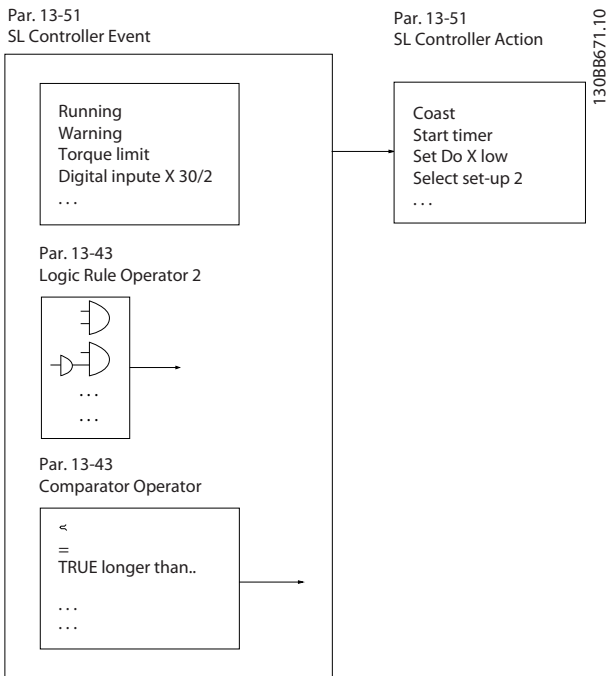 Par. 13-51
SL Controller Event
Par. 13-51
SL Controller Action
130BB671.10
Running
Warning
Torque limit
Digital inpute X 30/2
. . .
Coast
Start timer
Set Do X low
Select set-up 2
. . .
Par. 13-43
Logic Rule Operator 2
. . .
. . .
Par. 13-43
Comparator Operator
<
=
TRUE longer than..
. . .
. . .